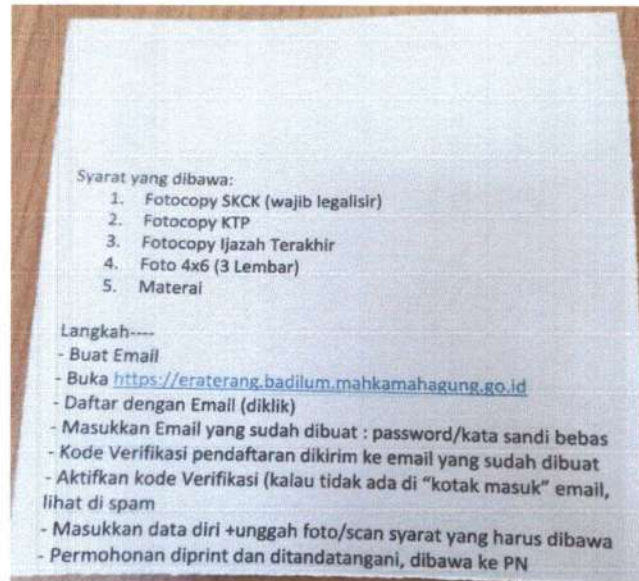 Syarat yang dibawa:
1. Fotocopy SKCK (wajib legalisir)
2. Fotocopy KTP
3. Fotocopy Ijazah Terakhir
4. Foto 4x6 (3 Lembar)
5. Materai
Langkah----
- Buat Email
- Buka https://eraterang.badilum.mahkamahagung.go.id
- Daftar dengan Email (diklik)
- Masukkan Email yang sudah dibuat : password/kata sandi bebas
- Kode Verifikasi pendaftaran dikirim ke email yang sudah dibuat
- Aktifkan kode Verifikasi (kalau tidak ada di “kotak masuk” email,
lihat di spam
- Masukkan data diri +unggah foto/scan syarat yang harus dibawa
- Permohonan diprint dan ditandatangani, dibawa ke PN